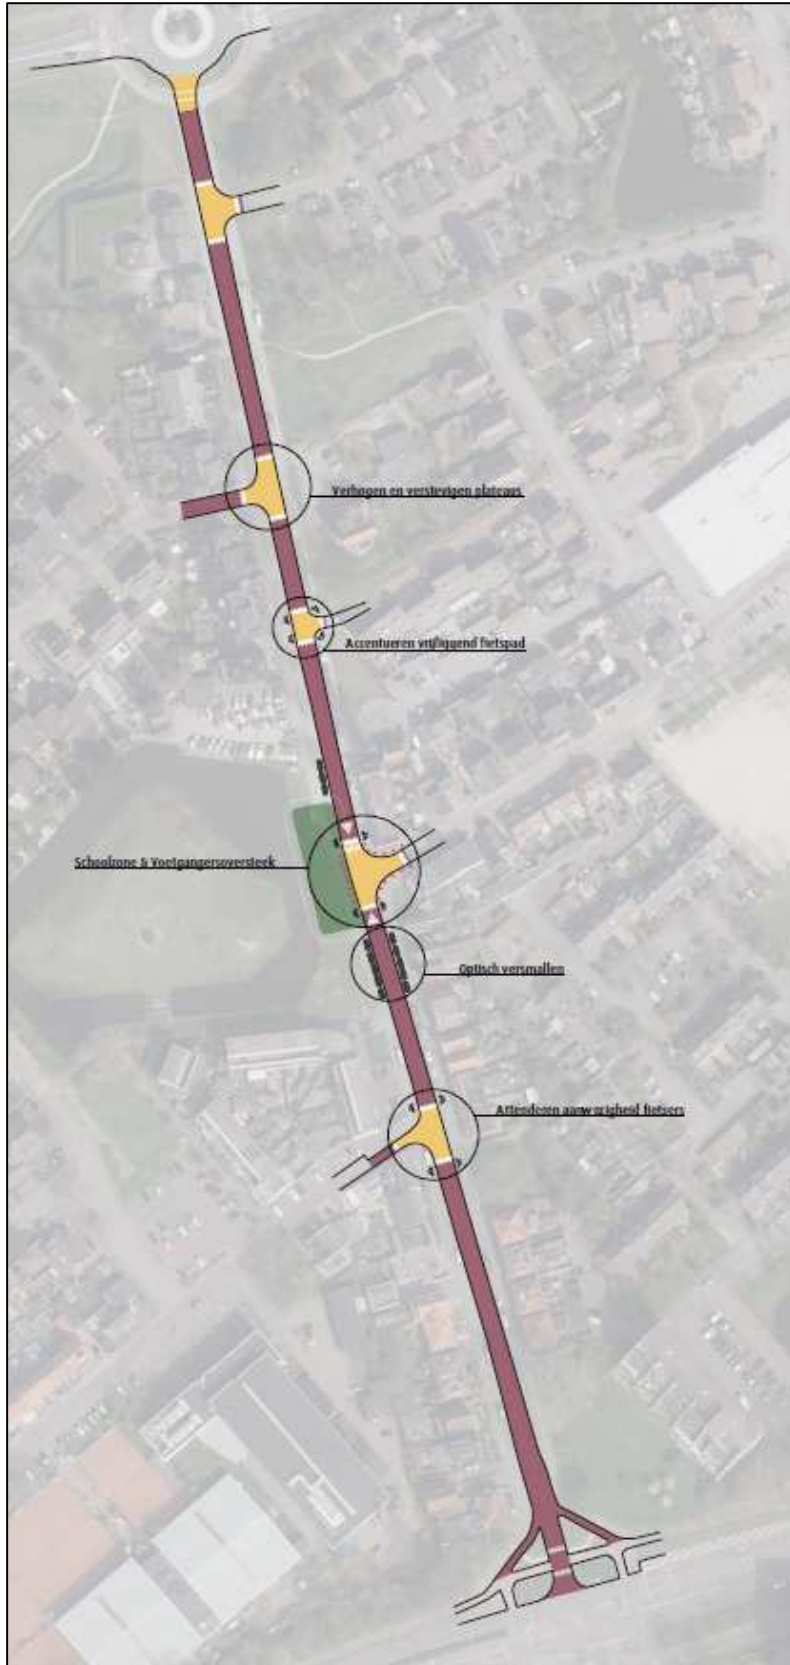 Verhogen en verstevigen plateaus
Accentueren vrijliggend fietspad
Schoolzone & Voetgangersoversteek
Optisch versmallen
Attenderen aanwezigheid fietsers